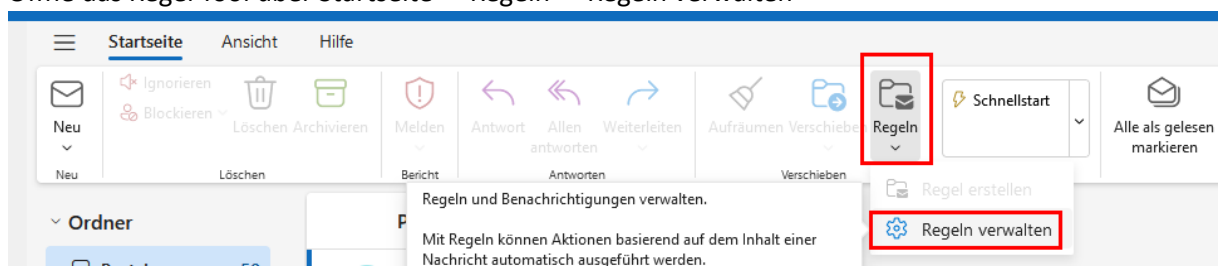 Startseite Ansicht Hilfe
Ignorieren
Blockieren
Neu
Löschen Archivieren
Melden
Antwort
Allen antworten
Weiterleiten
Aufräumen Verschieben
Regeln
Schnellstart
Alle als gelesen
markieren
Neu Löschen Bericht Antworten Verschieben
Regel erstellen
Regeln verwalten
Regeln und Benachrichtigungen verwalten.
Mit Regeln können Aktionen basierend auf dem Inhalt einer
Nachricht automatisch ausgeführt werden.
Ordner